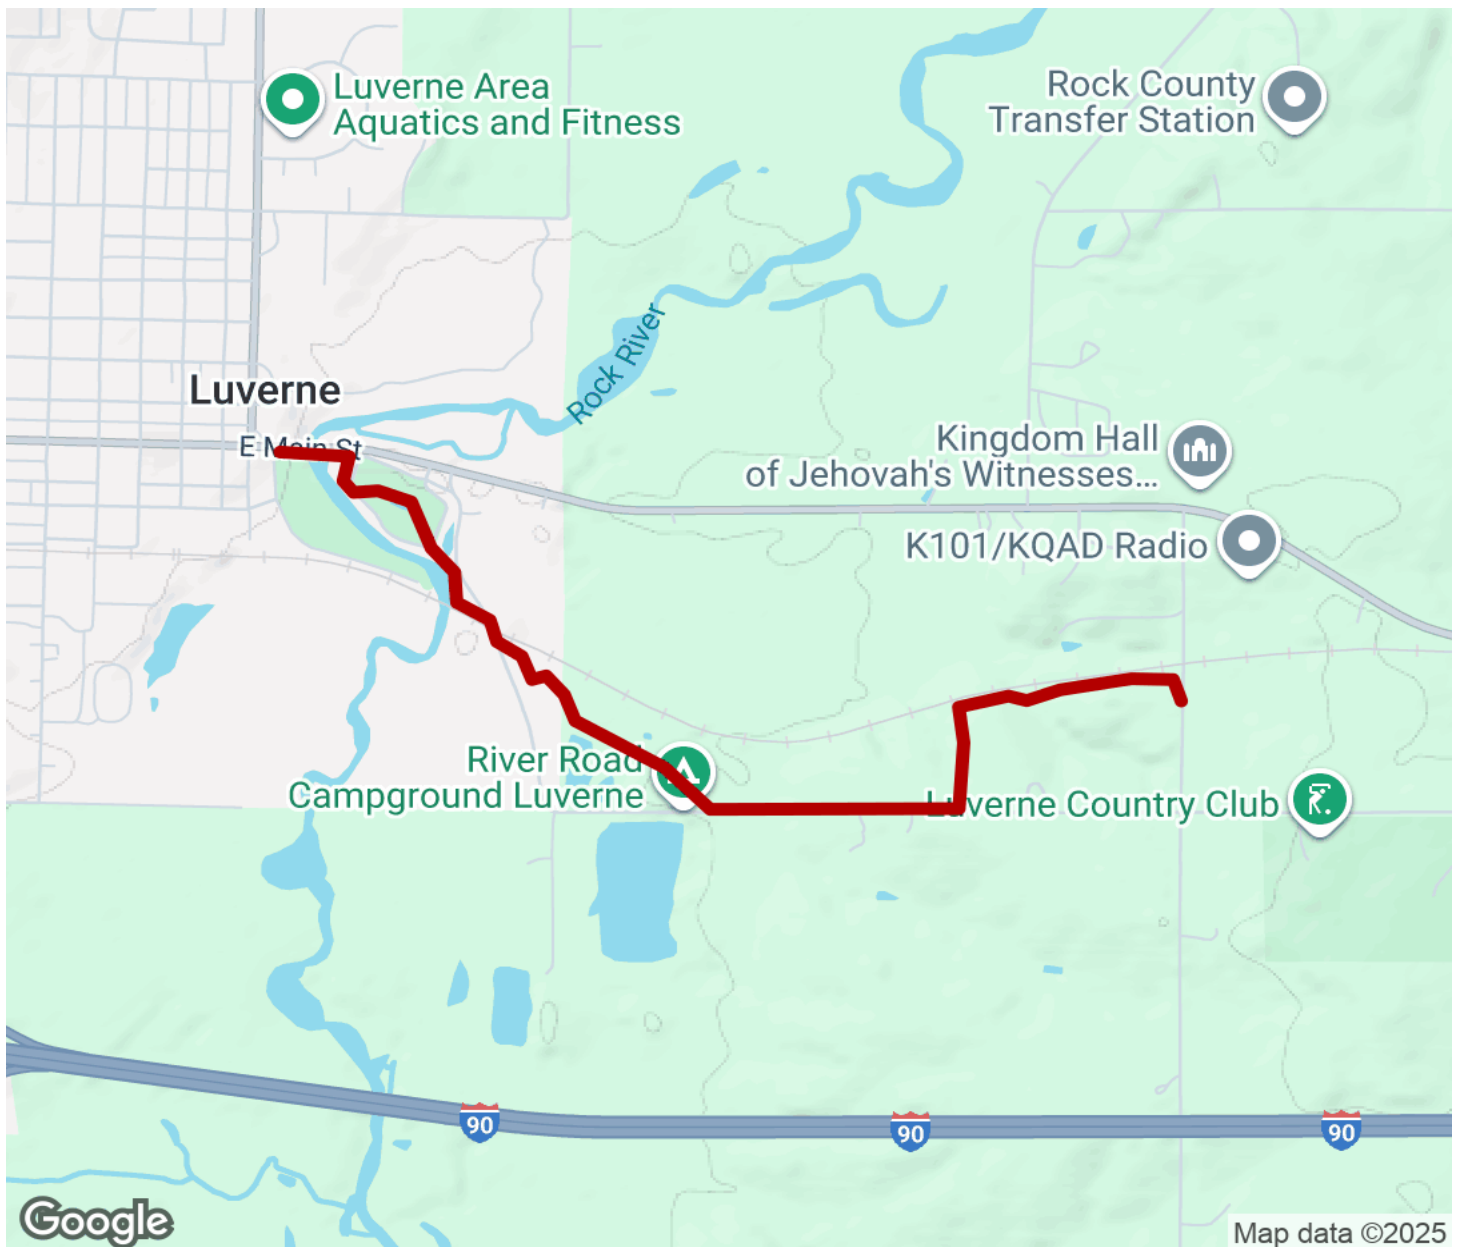 Luverne Area
Aquatics and Fitness
Rock County
Transfer Station
Rock River
Luverne
E Main St
Kingdom Hall
of Jehovah's Witnesses...
K101/KQAD Radio
River Road
Campground Luverne
Luverne Country Club
90
90
90
Google
Map data ©2025